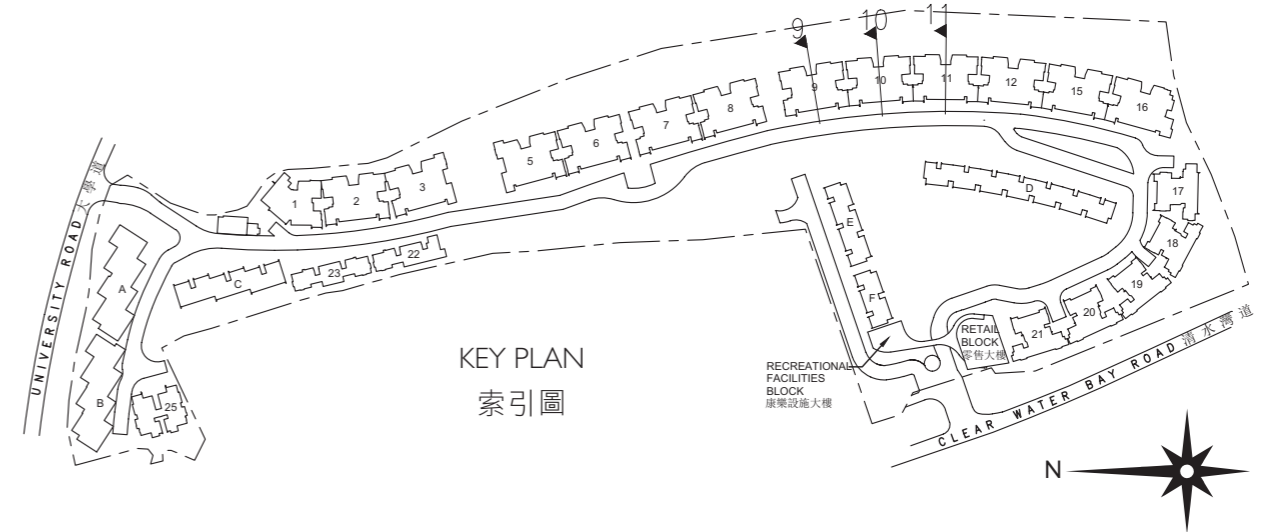 9
10
11
9
10
11
12
15
16
8
7
6
5
3
2
1
17
18
19
20
21
D
E
F
22
23
C
A
B
25
UNIVERSITY ROAD 大學道
KEY PLAN
索引圖
RETAIL
BLOCK
零售大樓
RECREATIONAL
FACILITIES
BLOCK
康樂設施大樓
CLEAR WATER BAY ROAD 清水灣道
N